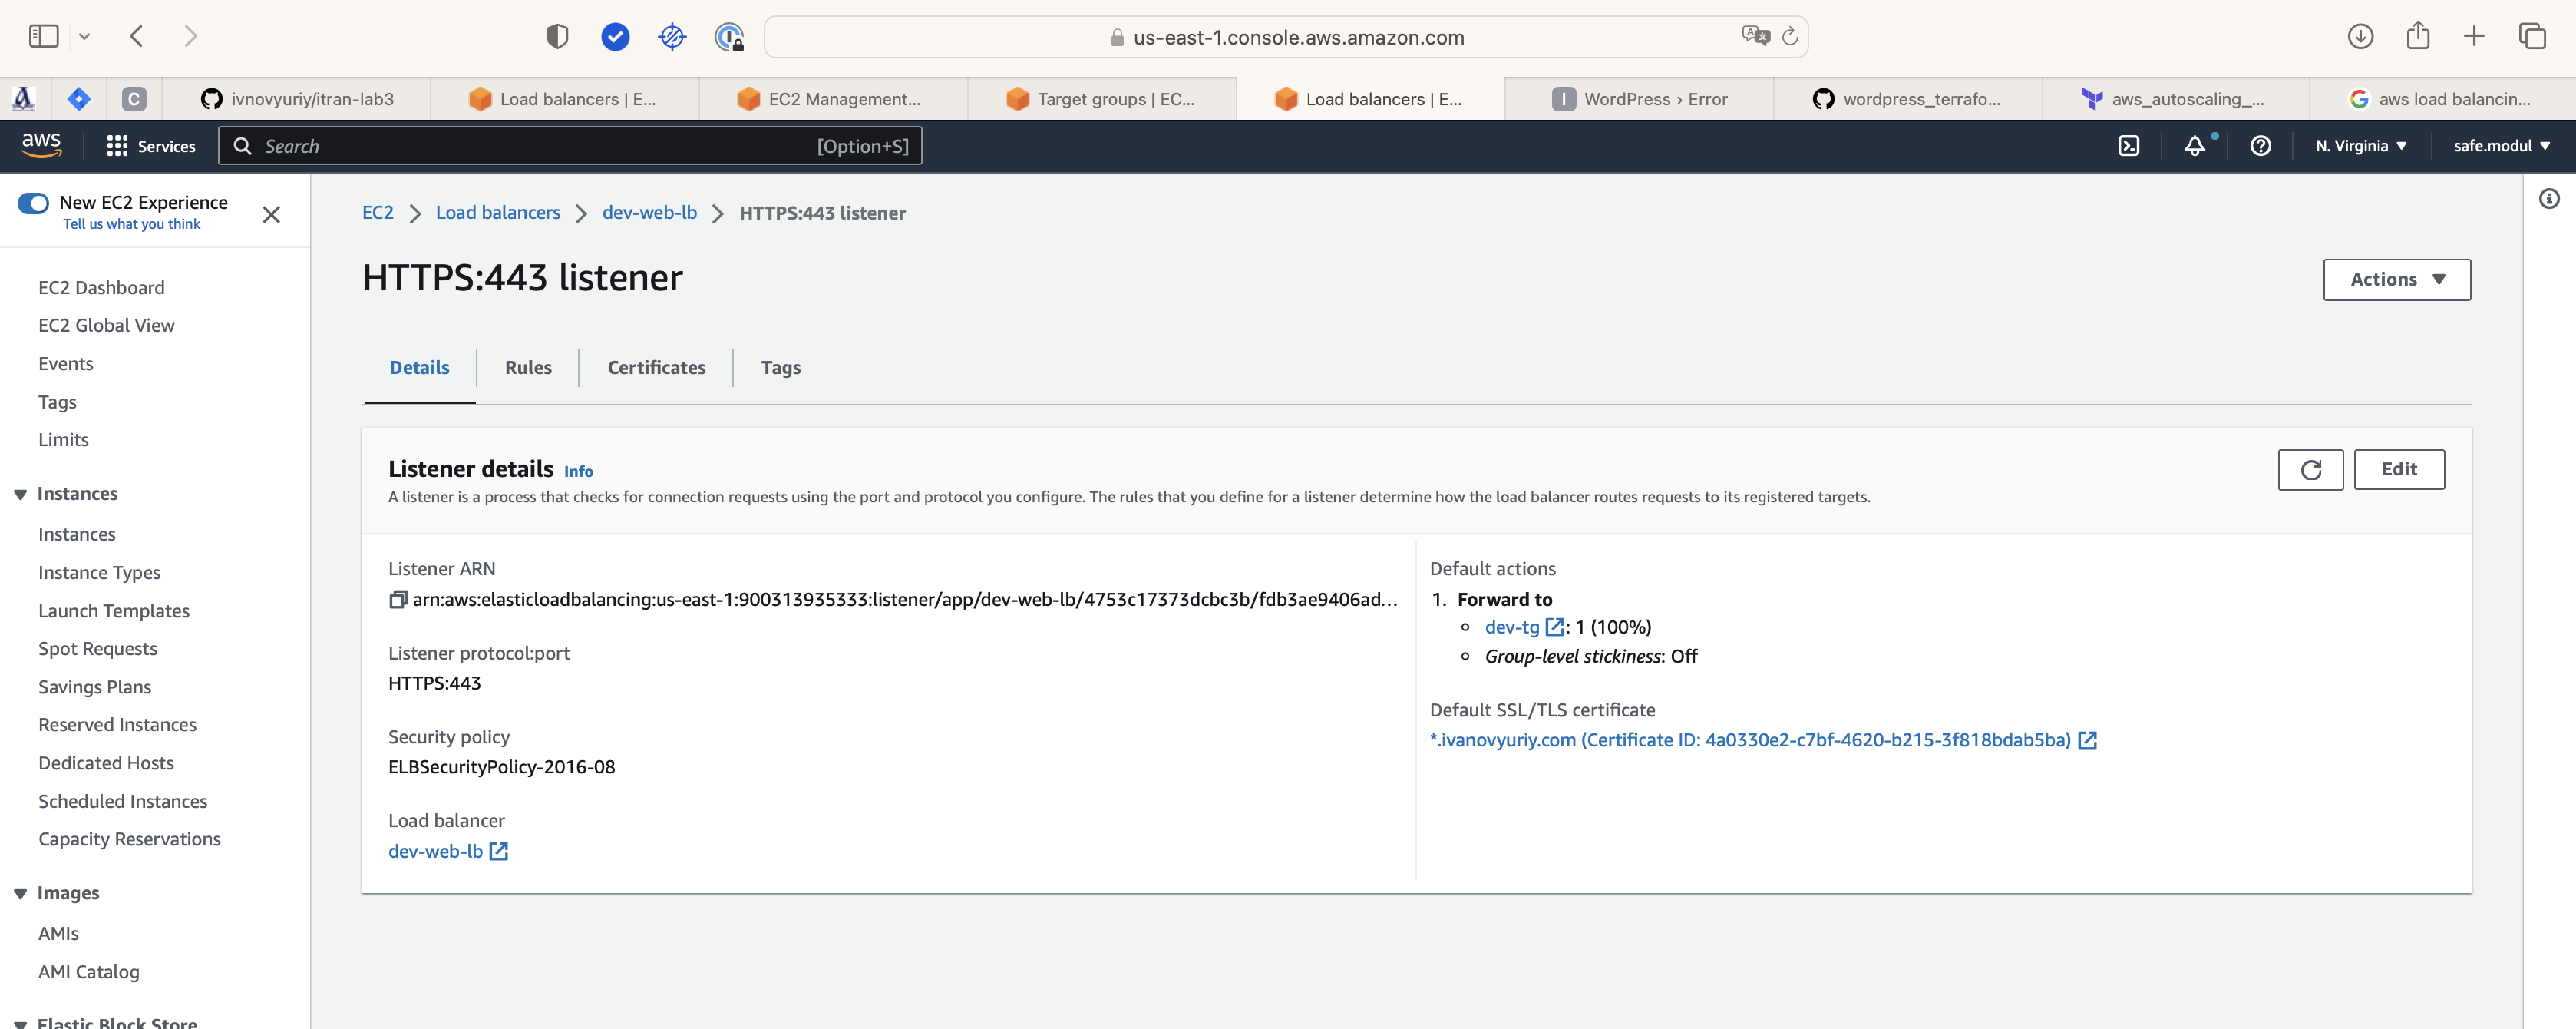 us-east-1.console.aws.amazon.com
C
ivnovyuriy/itran-lab3
Load balancers | E...
EC2 Management...
Target groups | EC...
Load balancers | E...
I
WordPress › Error
wordpress_terrafo...
aws_autoscaling_...
aws load balancin...
aws
Services
Search
[Option+S]
N. Virginia
safe.modul
New EC2 Experience
Tell us what you think
EC2 Dashboard
EC2 Global View
Events
Tags
Limits
Instances
Instances
Instance Types
Launch Templates
Spot Requests
Savings Plans
Reserved Instances
Dedicated Hosts
Scheduled Instances
Capacity Reservations
Images
AMIs
AMI Catalog
Elastic Block Store
EC2
Load balancers
dev-web-lb
HTTPS:443 listener
HTTPS:443 listener
Actions
Details
Rules
Certificates
Tags
Listener details Info
A listener is a process that checks for connection requests using the port and protocol you configure. The rules that you define for a listener determine how the load balancer routes requests to its registered targets.
Edit
Listener ARN
arn:aws:elasticloadbalancing:us-east-1:900313935333:listener/app/dev-web-lb/4753c17373dcbc3b/fdb3ae9406ad...
Listener protocol:port
HTTPS:443
Security policy
ELBSecurityPolicy-2016-08
Load balancer
dev-web-lb
Default actions
1. Forward to
dev-tg : 1 (100%)
Group-level stickiness: Off
Default SSL/TLS certificate
*.ivanovyuriy.com (Certificate ID: 4a0330e2-c7bf-4620-b215-3f818bdab5ba)